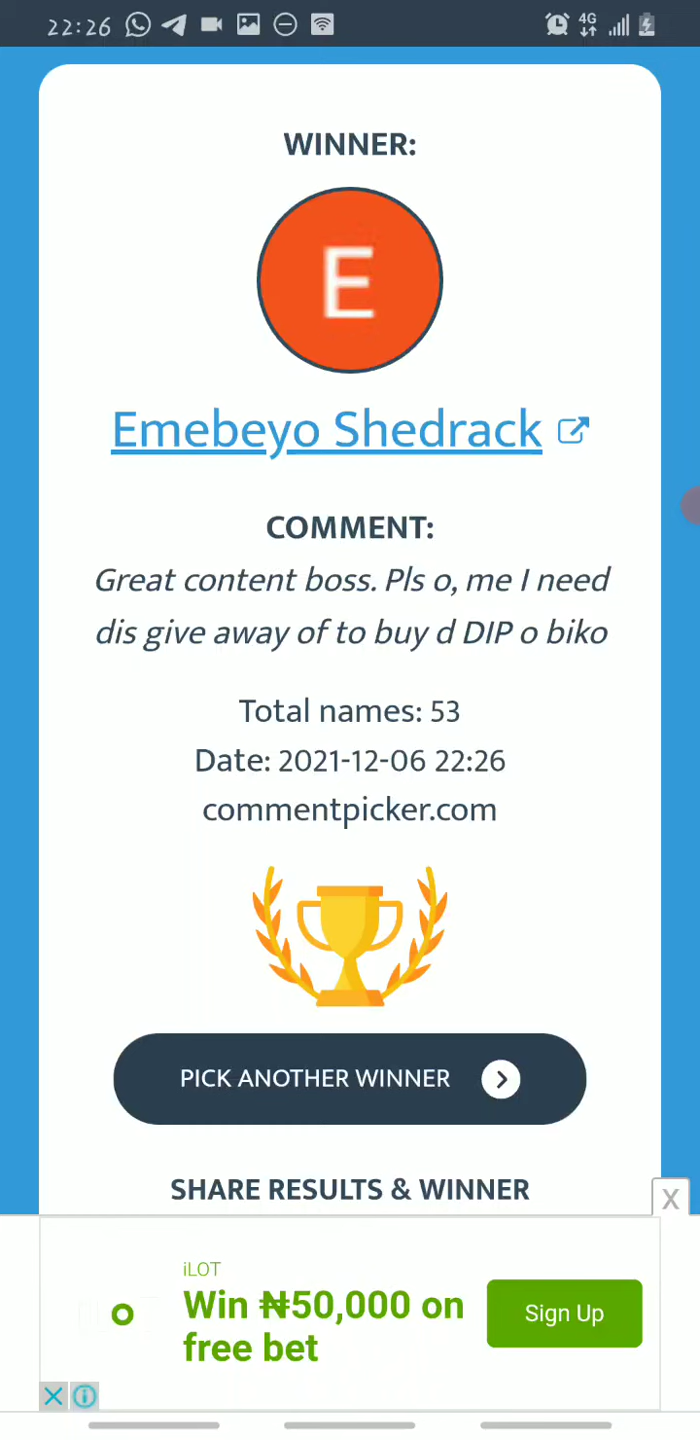 22:26
4G
WINNER:
E
Emebeyo Shedrack
COMMENT:
Great content boss. Pls o, me I need
dis give away of to buy d DIP o biko
Total names: 53
Date: 2021-12-06 22:26
commentpicker.com
PICK ANOTHER WINNER
SHARE RESULTS & WINNER
X
iLOT
Win ₦50,000 on
free bet
Sign Up